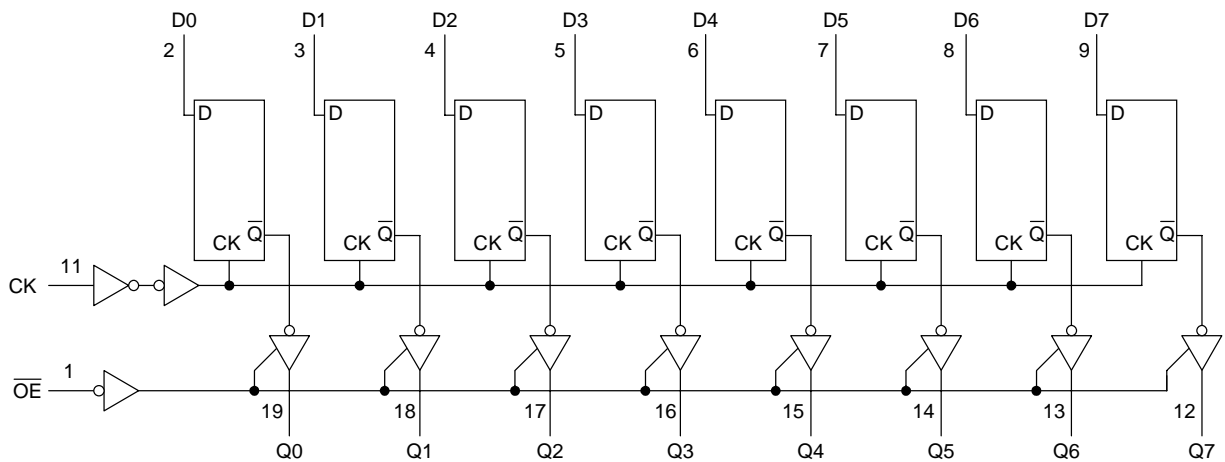 D0 D1 D2 D3 D4 D5 D6 D7
2 3 4 5 6 7 8 9
D D D D D D D D
Q̅ Q̅ Q̅ Q̅ Q̅ Q̅ Q̅ Q̅
CK CK CK CK CK CK CK CK
11
CK
1
O̅E̅
19 18 17 16 15 14 13 12
Q0 Q1 Q2 Q3 Q4 Q5 Q6 Q7